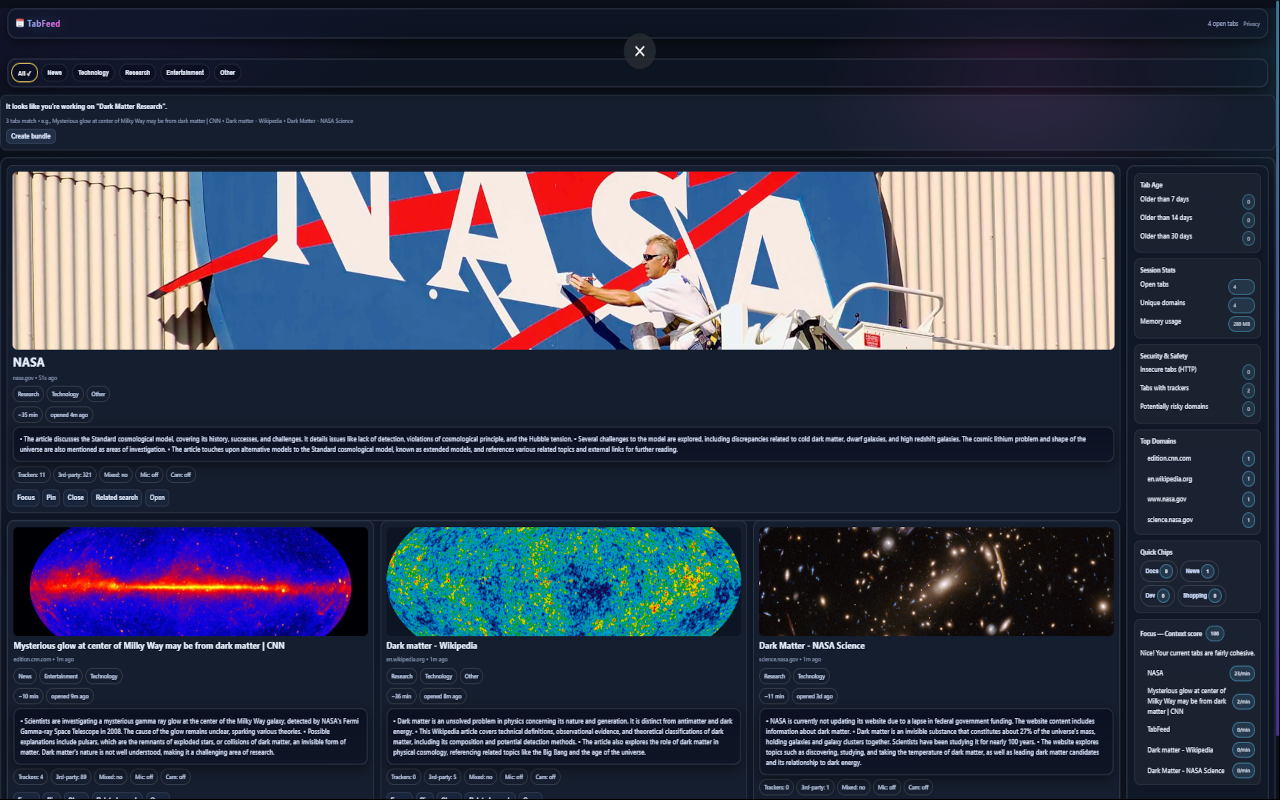 TabFeed
4 open tabs Privacy
All ✓ News Technology Research Entertainment Other
It looks like you're working on "Dark Matter Research".
3 tabs match • e.g., Mysterious glow at center of Milky Way may be from dark matter | CNN • Dark matter - Wikipedia • Dark Matter - NASA Science
Create bundle
NASA
NASA
nasa.gov • 51s ago
Research Technology Other
~35 min opened 4m ago
• The article discusses the Standard cosmological model, covering its history, successes, and challenges. It details issues like lack of detection, violations of cosmological principle, and the Hubble tension. • Several challenges to the model are explored, including discrepancies related to cold dark matter, dwarf galaxies, and high redshift galaxies. The cosmic lithium problem and shape of the
universe are also mentioned as areas of investigation. • The article touches upon alternative models to the Standard cosmological model, known as extended models, and references various related topics and external links for further reading.
Trackers: 11 3rd-party: 321 Mixed: no Mic: off Cam: off
Focus Pin Close Related search Open
Mysterious glow at center of Milky Way may be from dark matter | CNN
edition.cnn.com • 1m ago
News Entertainment Technology
~10 min opened 9m ago
• Scientists are investigating a mysterious gamma ray glow at the center of the Milky Way galaxy, detected by NASA's Fermi
Gamma-ray Space Telescope in 2008. The cause of the glow remains unclear, sparking various theories. • Possible
explanations include pulsars, which are the remnants of exploded stars, or collisions of dark matter, an invisible form of
matter. Dark matter's nature is not well understood, making it a challenging area of research.
Trackers: 4 3rd-party: 89 Mixed: no Mic: off Cam: off
Dark matter - Wikipedia
en.wikipedia.org • 1m ago
Research Technology Other
~36 min opened 8m ago
• Dark matter is an unsolved problem in physics concerning its nature and generation. It is distinct from antimatter and dark
energy. • This Wikipedia article covers technical definitions, observational evidence, and theoretical classifications of dark
matter, including its composition and potential detection methods. • The article also explores the role of dark matter in
physical cosmology, referencing related topics like the Big Bang and the age of the universe.
Trackers: 0 3rd-party: 5 Mixed: no Mic: off Cam: off
Dark Matter - NASA Science
science.nasa.gov • 1m ago
Research Technology
~11 min opened 3d ago
• NASA is currently not updating its website due to a lapse in federal government funding. The website content includes
information about dark matter. • Dark matter is an invisible substance that constitutes about 27% of the universe's mass,
holding galaxies and galaxy clusters together. Scientists have been studying it for nearly 100 years. • The website explores
topics such as discovering, studying, and taking the temperature of dark matter, as well as leading dark matter candidates
and its relationship to dark energy.
Trackers: 0 3rd-party: 1 Mixed: no Mic: off Cam: off
Tab Age
Older than 7 days 0
Older than 14 days 0
Older than 30 days 0
Session Stats
Open tabs 4
Unique domains 4
Memory usage 289 MB
Security & Safety
Insecure tabs (HTTP) 0
Tabs with trackers 2
Potentially risky domains 0
Top Domains
edition.cnn.com 1
en.wikipedia.org 1
www.nasa.gov 1
science.nasa.gov 1
Quick Chips
Docs 0 News 1
Dev 0 Shopping 0
Focus — Context score 100
Nice! Your current tabs are fairly cohesive.
NASA 23/min
Mysterious glow at center of
Milky Way may be from dark 2/min
matter | CNN
TabFeed 0/min
Dark matter - Wikipedia 0/min
Dark Matter - NASA Science 0/min